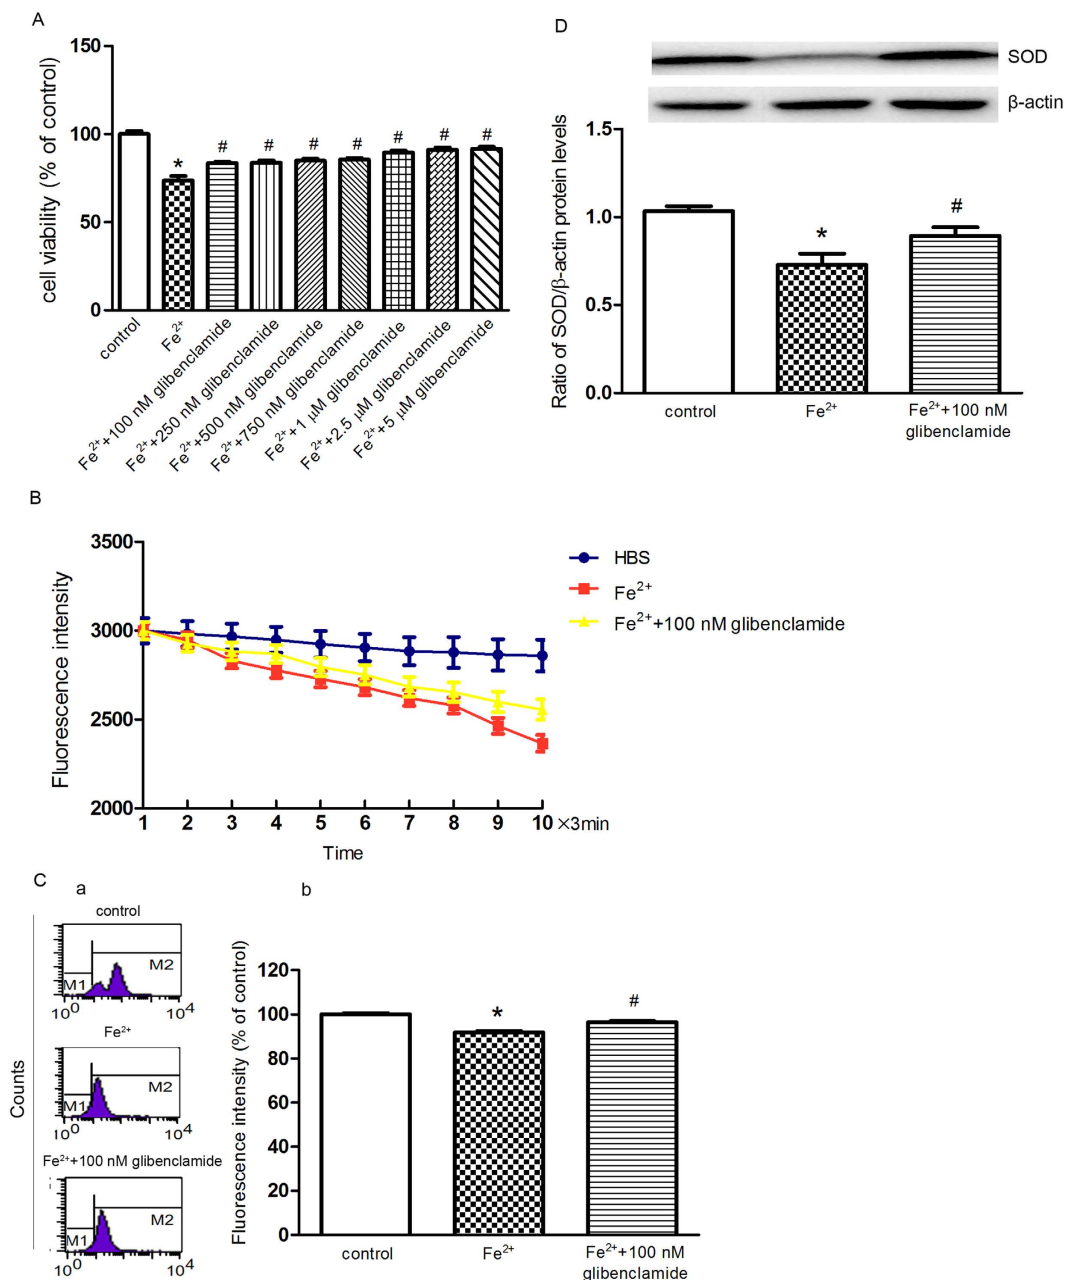 A
cell viability (% of control)
150
100
50
0
*
#
#
#
#
#
#
#
control
Fe²⁺
Fe²⁺+100 nM glibenclamide
Fe²⁺+250 nM glibenclamide
Fe²⁺+500 nM glibenclamide
Fe²⁺+750 nM glibenclamide
Fe²⁺+1 μM glibenclamide
Fe²⁺+2.5 μM glibenclamide
Fe²⁺+5 μM glibenclamide
D
SOD
β-actin
Ratio of SOD/β-actin protein levels
1.5
1.0
0.5
0.0
*
#
control
Fe²⁺
Fe²⁺+100 nM
glibenclamide
B
Fluorescence intensity
3500
3000
2500
2000
1 2 3 4 5 6 7 8 9 10 ×3min
Time
HBS
Fe²⁺
Fe²⁺+100 nM glibenclamide
C
a
Counts
control
M1 M2
10⁰ 10⁴
Fe²⁺
M1 M2
10⁰ 10⁴
Fe²⁺+100 nM glibenclamide
M1 M2
10⁰ 10⁴
b
Fluorescence intensity (% of control)
120
100
80
60
40
20
0
*
#
control
Fe²⁺
Fe²⁺+100 nM
glibenclamide